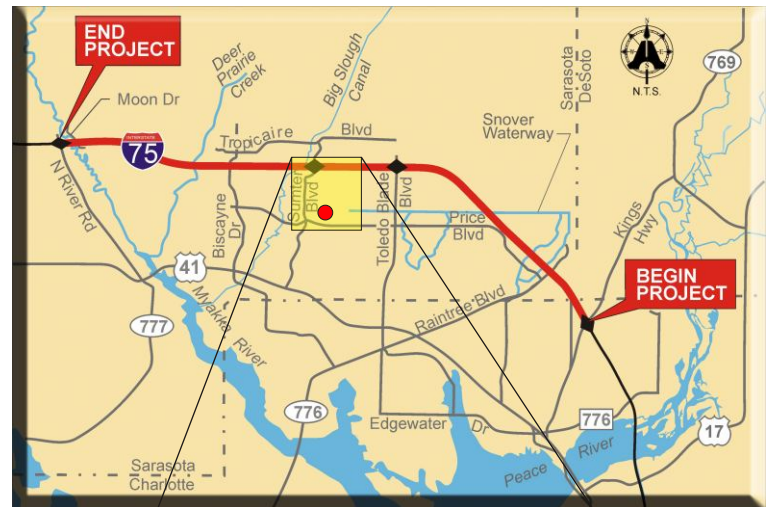 END
PROJECT
Moon Dr
Deer
Prairie
Creek
Big Slough
Canal
N
W
E
S
N.T.S.
769
Sarasota
DeSoto
Snover
Waterway
Tropicaire Blvd
INTERSTATE
75
N River Rd
Biscayne
Dr
Sumter
Blvd
Toledo Blade
Blvd
Price
Blvd
Kings
Hwy
41
BEGIN
PROJECT
Myakka River
Raintree Blvd
777
776
Edgewater Dr
776
17
Peace River
Sarasota
Charlotte